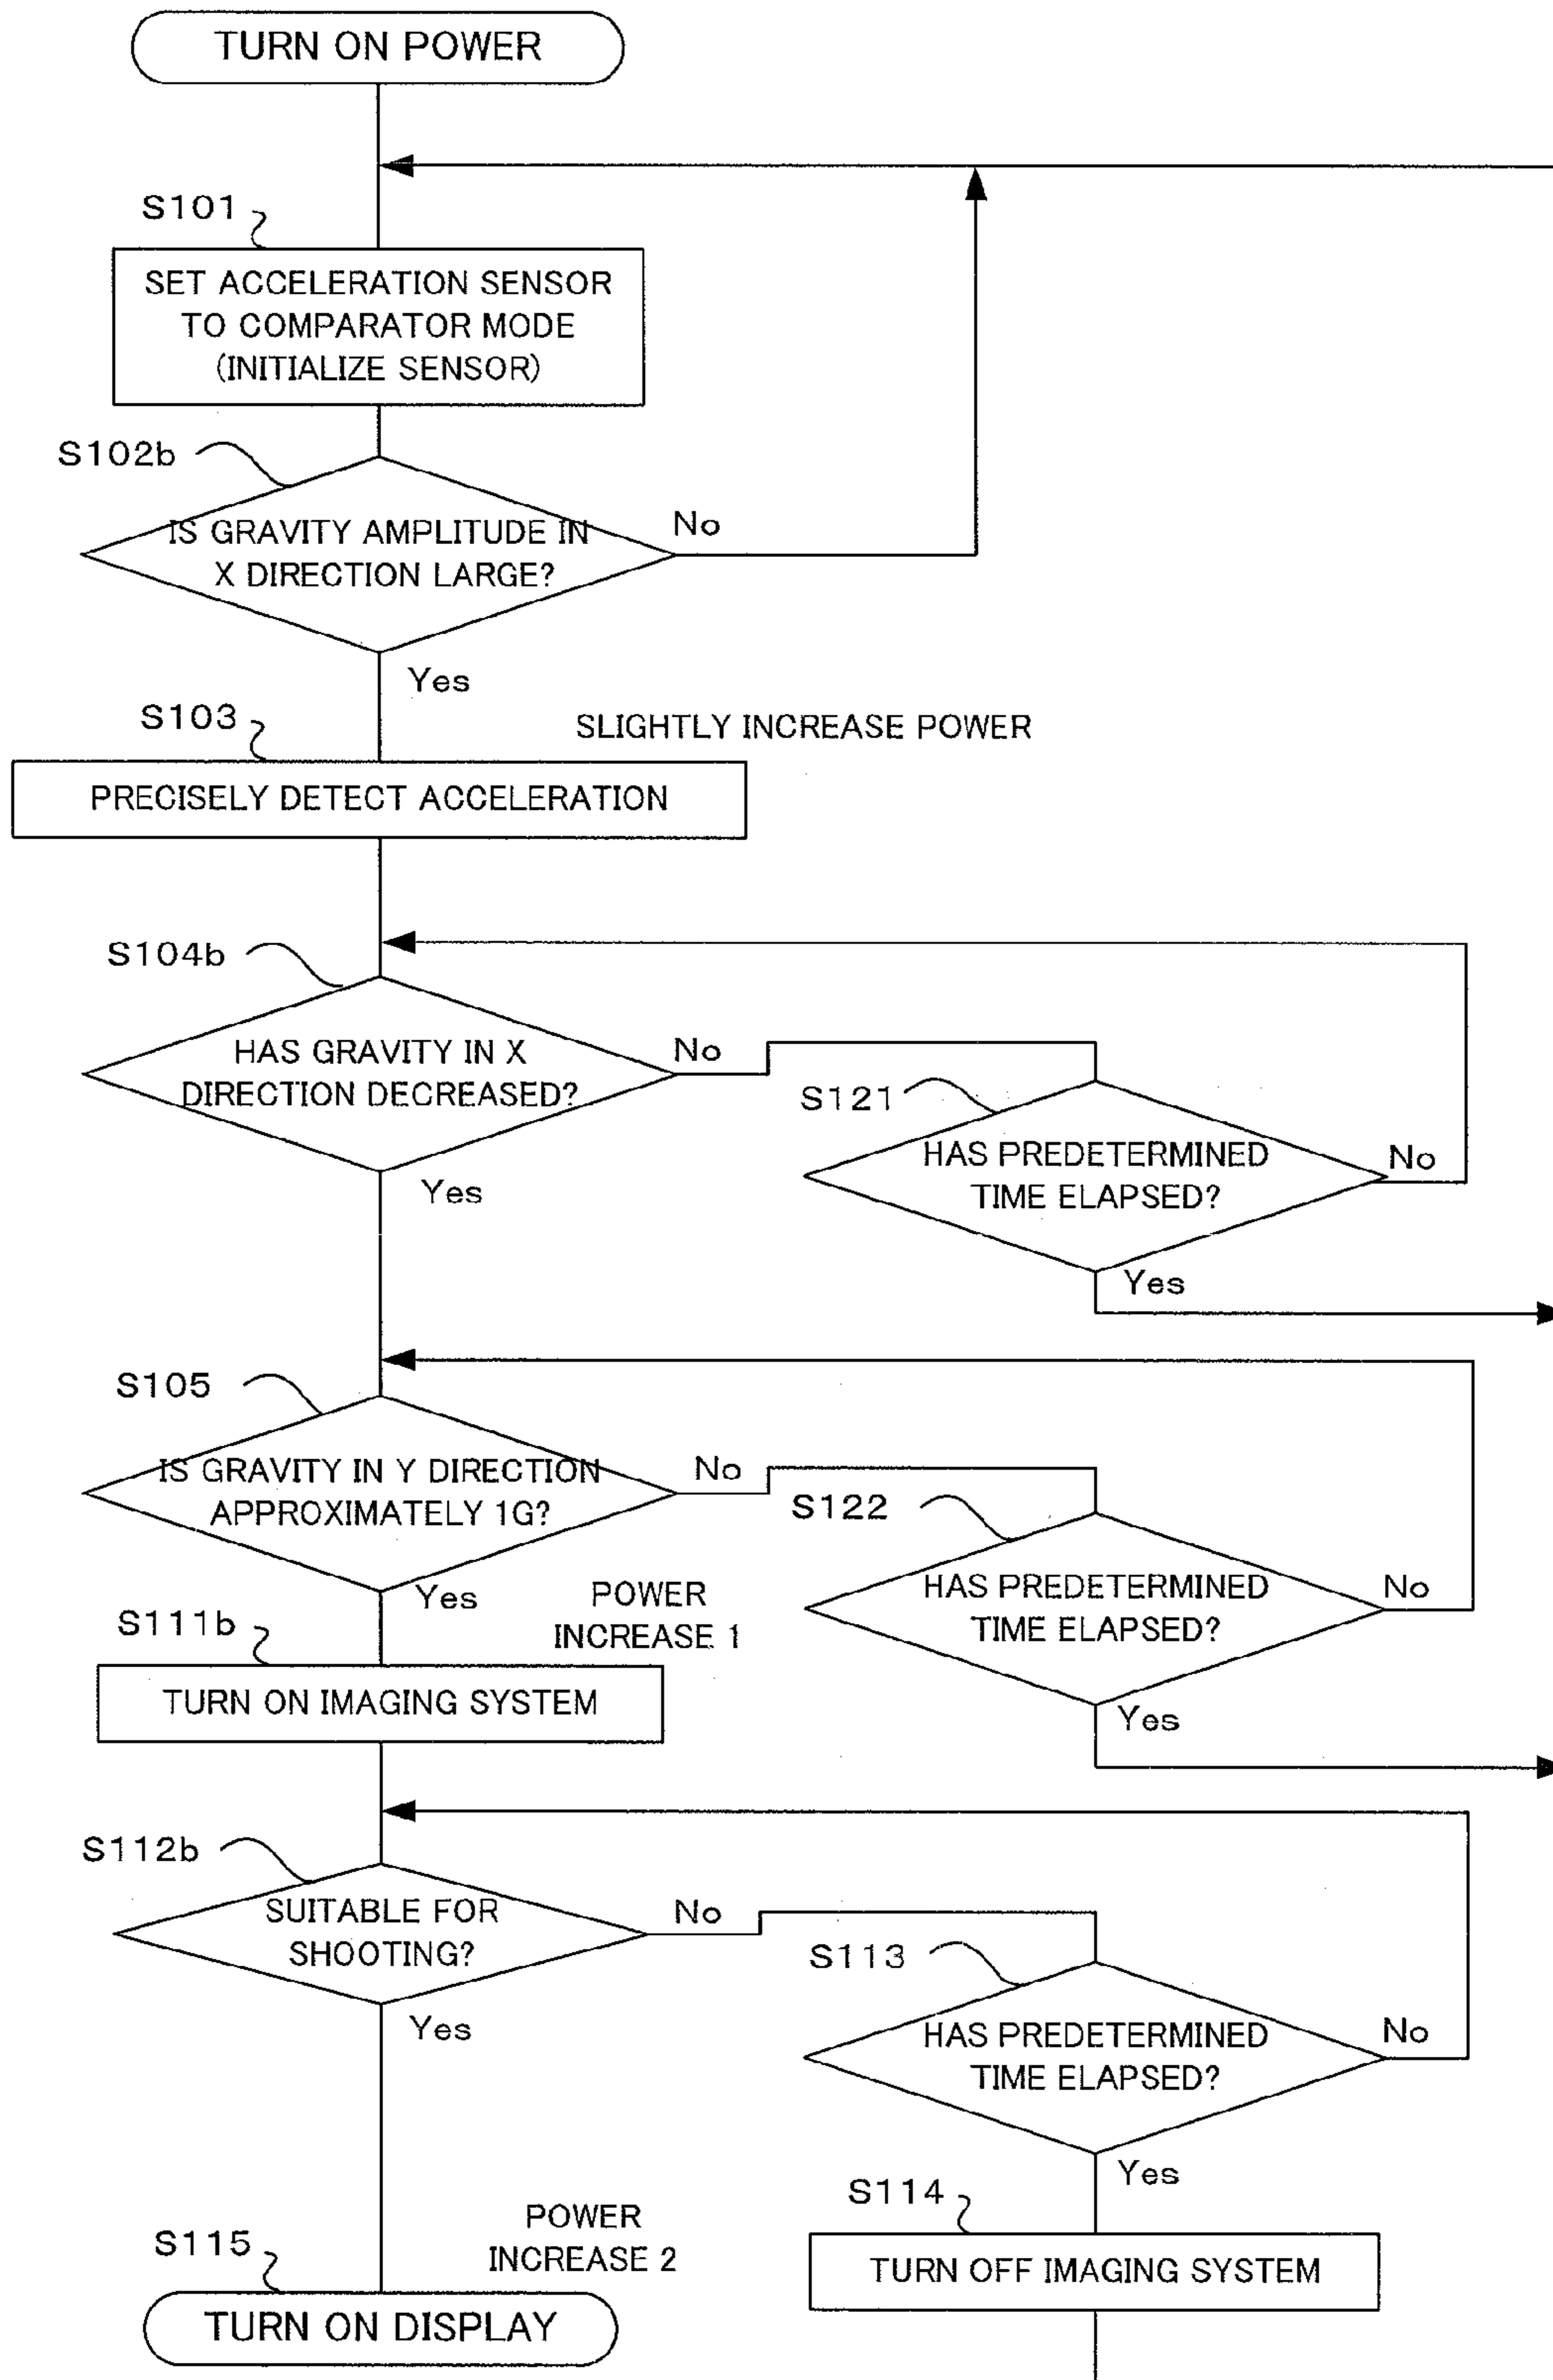 TURN ON POWER
S101
SET ACCELERATION SENSOR
TO COMPARATOR MODE
(INITIALIZE SENSOR)
S102b
IS GRAVITY AMPLITUDE IN
X DIRECTION LARGE?
No
Yes
S103
SLIGHTLY INCREASE POWER
PRECISELY DETECT ACCELERATION
S104b
HAS GRAVITY IN X
DIRECTION DECREASED?
No
Yes
S121
HAS PREDETERMINED
TIME ELAPSED?
No
Yes
S105
IS GRAVITY IN Y DIRECTION
APPROXIMATELY 1G?
No
Yes
S122
HAS PREDETERMINED
TIME ELAPSED?
No
Yes
POWER
INCREASE 1
S111b
TURN ON IMAGING SYSTEM
S112b
SUITABLE FOR
SHOOTING?
No
Yes
S113
HAS PREDETERMINED
TIME ELAPSED?
No
Yes
S114
TURN OFF IMAGING SYSTEM
POWER
INCREASE 2
S115
TURN ON DISPLAY